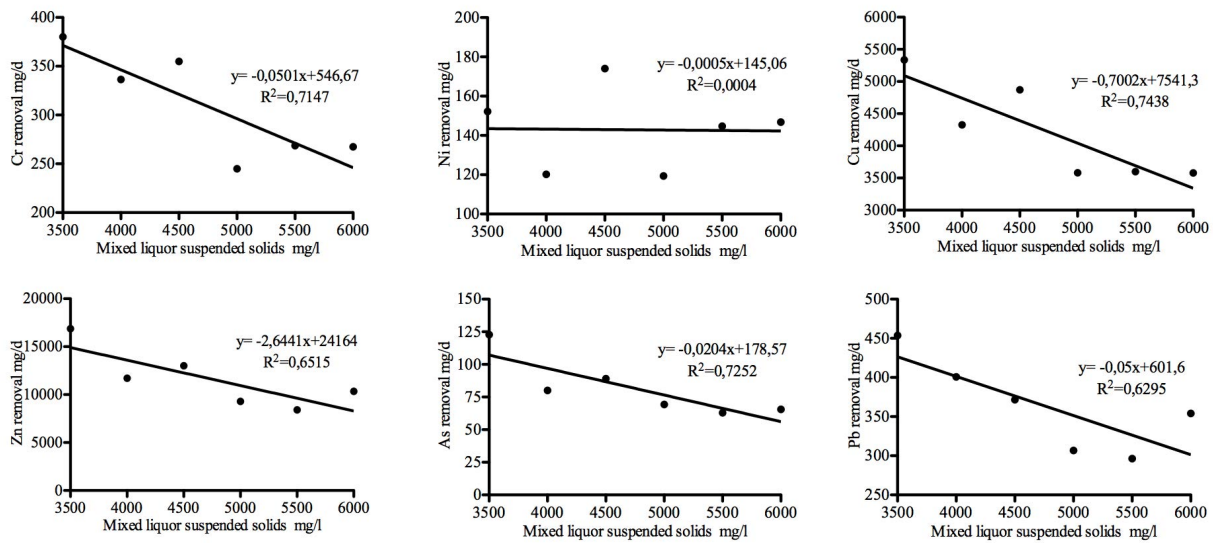 Cr removal mg/d
400
350
300
250
200
y= -0,0501x+546,67
R²=0,7147
3500 4000 4500 5000 5500 6000
Mixed liquor suspended solids mg/l
Ni removal mg/d
200
180
160
140
120
100
y= -0,0005x+145,06
R²=0,0004
3500 4000 4500 5000 5500 6000
Mixed liquor suspended solids mg/l
Cu removal mg/d
6000
5500
5000
4500
4000
3500
3000
y= -0,7002x+7541,3
R²=0,7438
3500 4000 4500 5000 5500 6000
Mixed liquor suspended solids mg/l
Zn removal mg/d
20000
15000
10000
5000
0
y= -2,6441x+24164
R²=0,6515
3500 4000 4500 5000 5500 6000
Mixed liquor suspended solids mg/l
As removal mg/d
150
125
100
75
50
25
0
y= -0,0204x+178,57
R²=0,7252
3500 4000 4500 5000 5500 6000
Mixed liquor suspended solids mg/l
Pb removal mg/d
500
450
400
350
300
250
y= -0,05x+601,6
R²=0,6295
3500 4000 4500 5000 5500 6000
Mixed liquor suspended solids mg/l